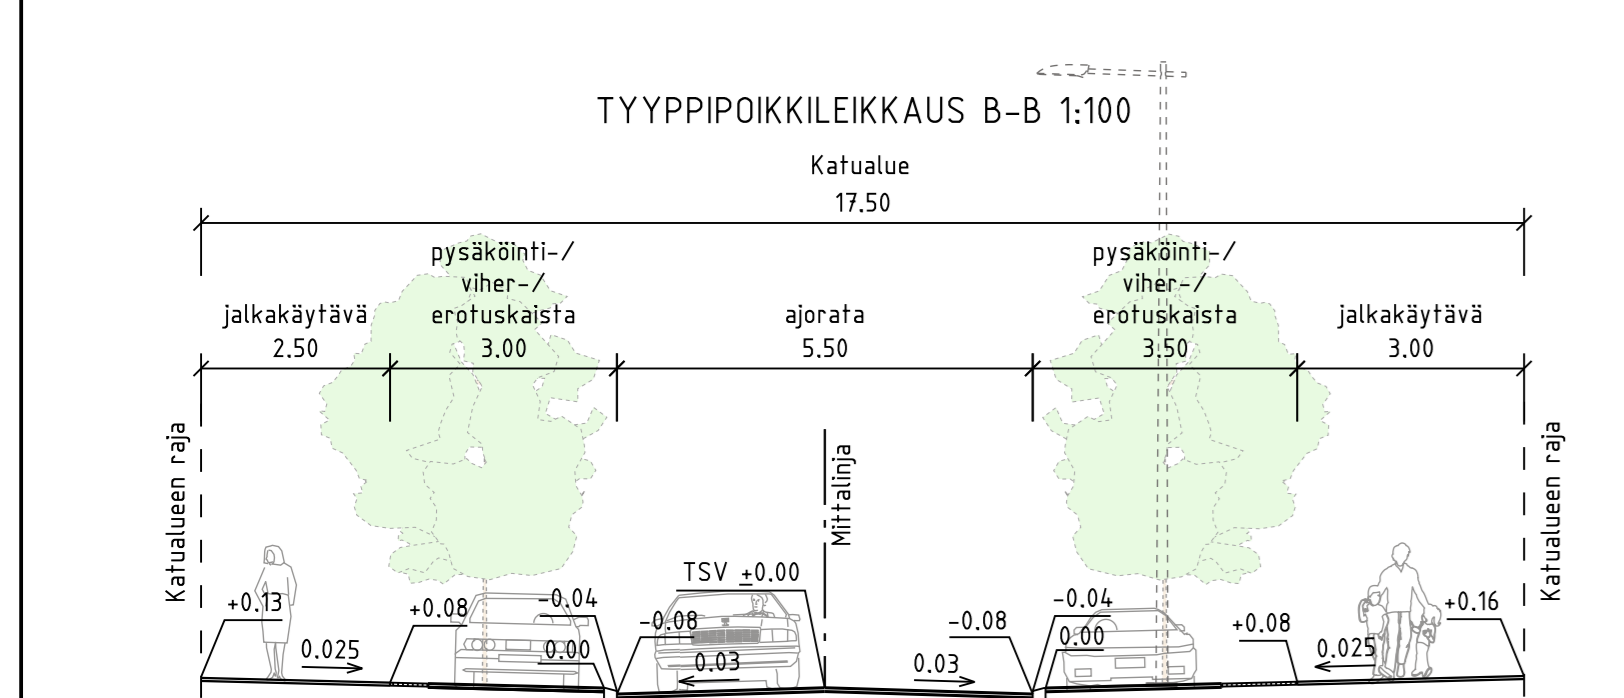 TYYPPIPOIKKILEIKKAUS B-B 1:100
Katualue
17.50
pysäköinti-/
viher-/
erotuskaista
pysäköinti-/
viher-/
erotuskaista
jalkakäytävä
ajorata
jalkakäytävä
2.50
3.00
5.50
3.50
3.00
Katualueen raja
Mittalinja
Katualueen raja
TSV ±0.00
+0.13
+0.08
-0.04
-0.08
-0.08
-0.04
+0.08
+0.16
0.025
0.00
0.03
0.03
0.00
0.025